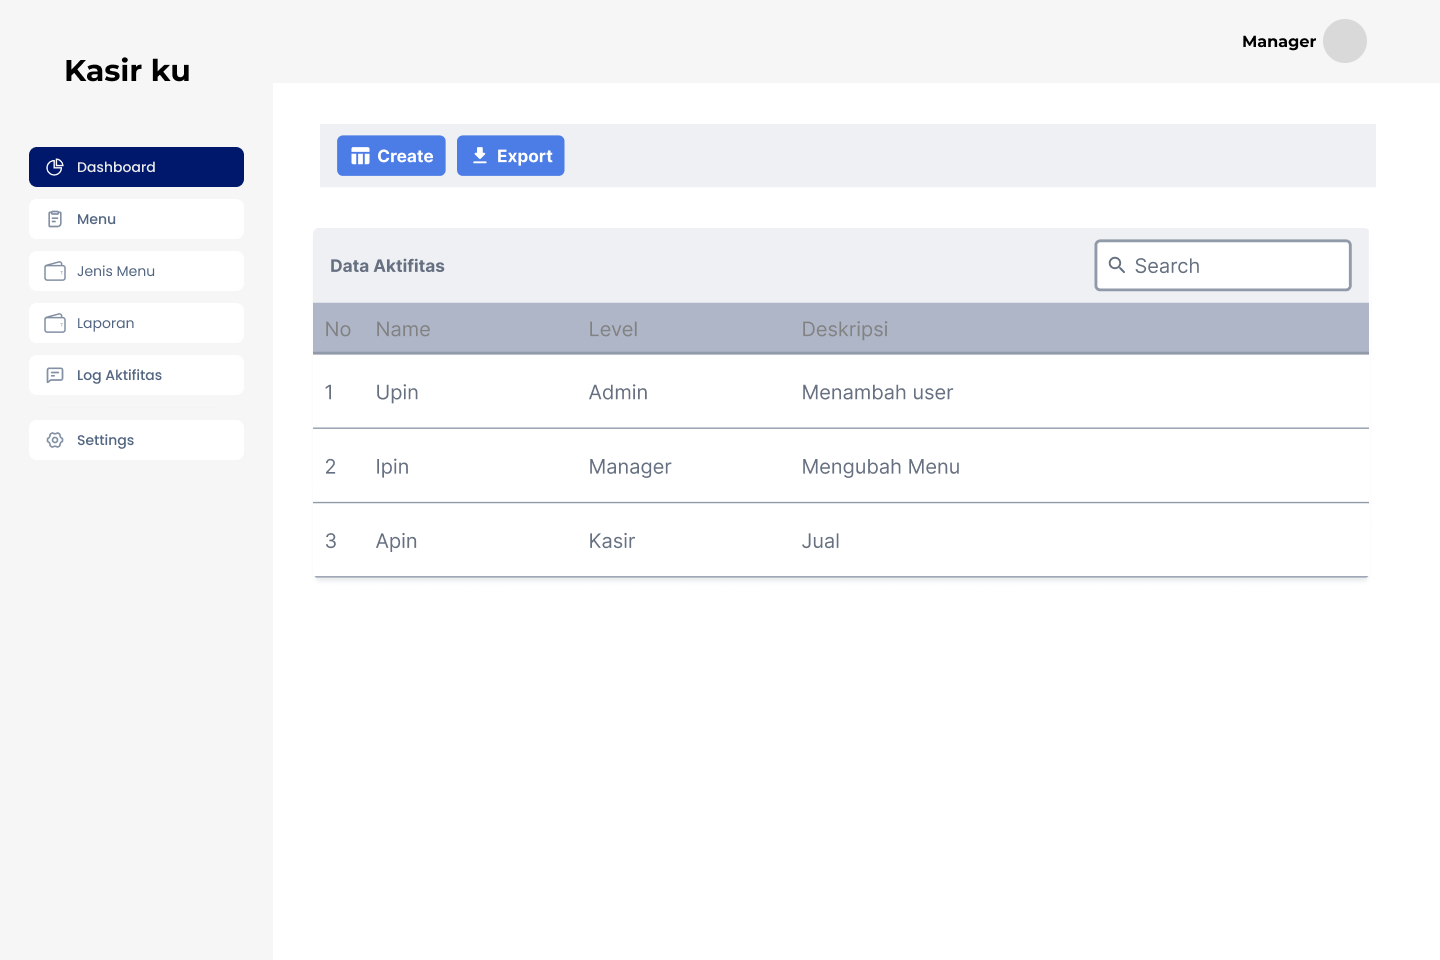 Kasir ku
Manager
Dashboard
Menu
Jenis Menu
Laporan
Log Aktifitas
Settings
Create Export
Data Aktifitas
Search
No Name Level Deskripsi
1 Upin Admin Menambah user
2 Ipin Manager Mengubah Menu
3 Apin Kasir Jual